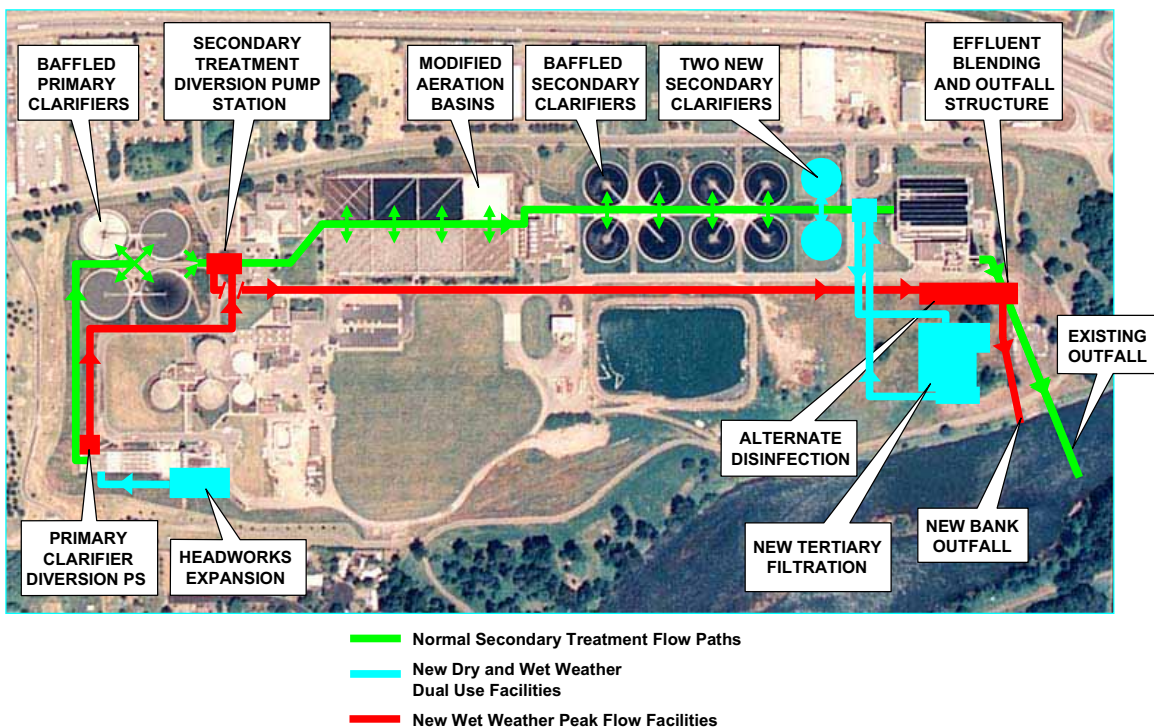 BAFFLED
PRIMARY
CLARIFIERS
SECONDARY
TREATMENT
DIVERSION PUMP
STATION
MODIFIED
AERATION
BASINS
BAFFLED
SECONDARY
CLARIFIERS
TWO NEW
SECONDARY
CLARIFIERS
EFFLUENT
BLENDING
AND OUTFALL
STRUCTURE
EXISTING
OUTFALL
ALTERNATE
DISINFECTION
NEW BANK
OUTFALL
NEW TERTIARY
FILTRATION
PRIMARY
CLARIFIER
DIVERSION PS
HEADWORKS
EXPANSION
Normal Secondary Treatment Flow Paths
New Dry and Wet Weather
Dual Use Facilities
New Wet Weather Peak Flow Facilities